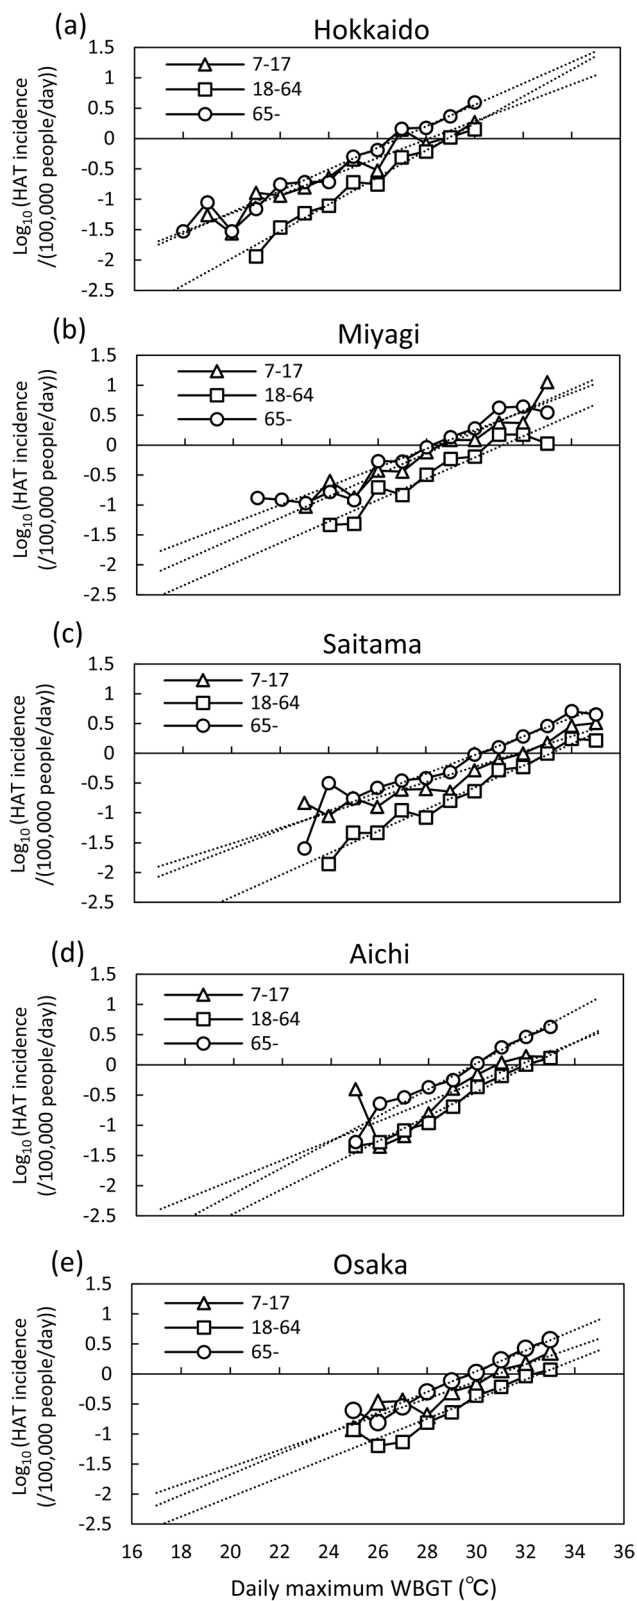 (a)
Hokkaido
Log10 (HAT incidence
/(100,000 people/day))
1.5
1
0.5
0
-0.5
-1
-1.5
-2
-2.5
7-17
18-64
65-
(b)
Miyagi
Log10 (HAT incidence
(/100,000 people/day))
1.5
1
0.5
0
-0.5
-1
-1.5
-2
-2.5
7-17
18-64
65-
(c)
Saitama
Log10 (HAT incidence
/(100,000 people/day))
1.5
1
0.5
0
-0.5
-1
-1.5
-2
-2.5
7-17
18-64
65-
(d)
Aichi
Log10 (HAT incidence
(/100,000 people/day))
1.5
1
0.5
0
-0.5
-1
-1.5
-2
-2.5
7-17
18-64
65-
(e)
Osaka
Log10 (HAT incidence
(/100,000 people/day))
1.5
1
0.5
0
-0.5
-1
-1.5
-2
-2.5
7-17
18-64
65-
16 18 20 22 24 26 28 30 32 34 36
Daily maximum WBGT (℃)